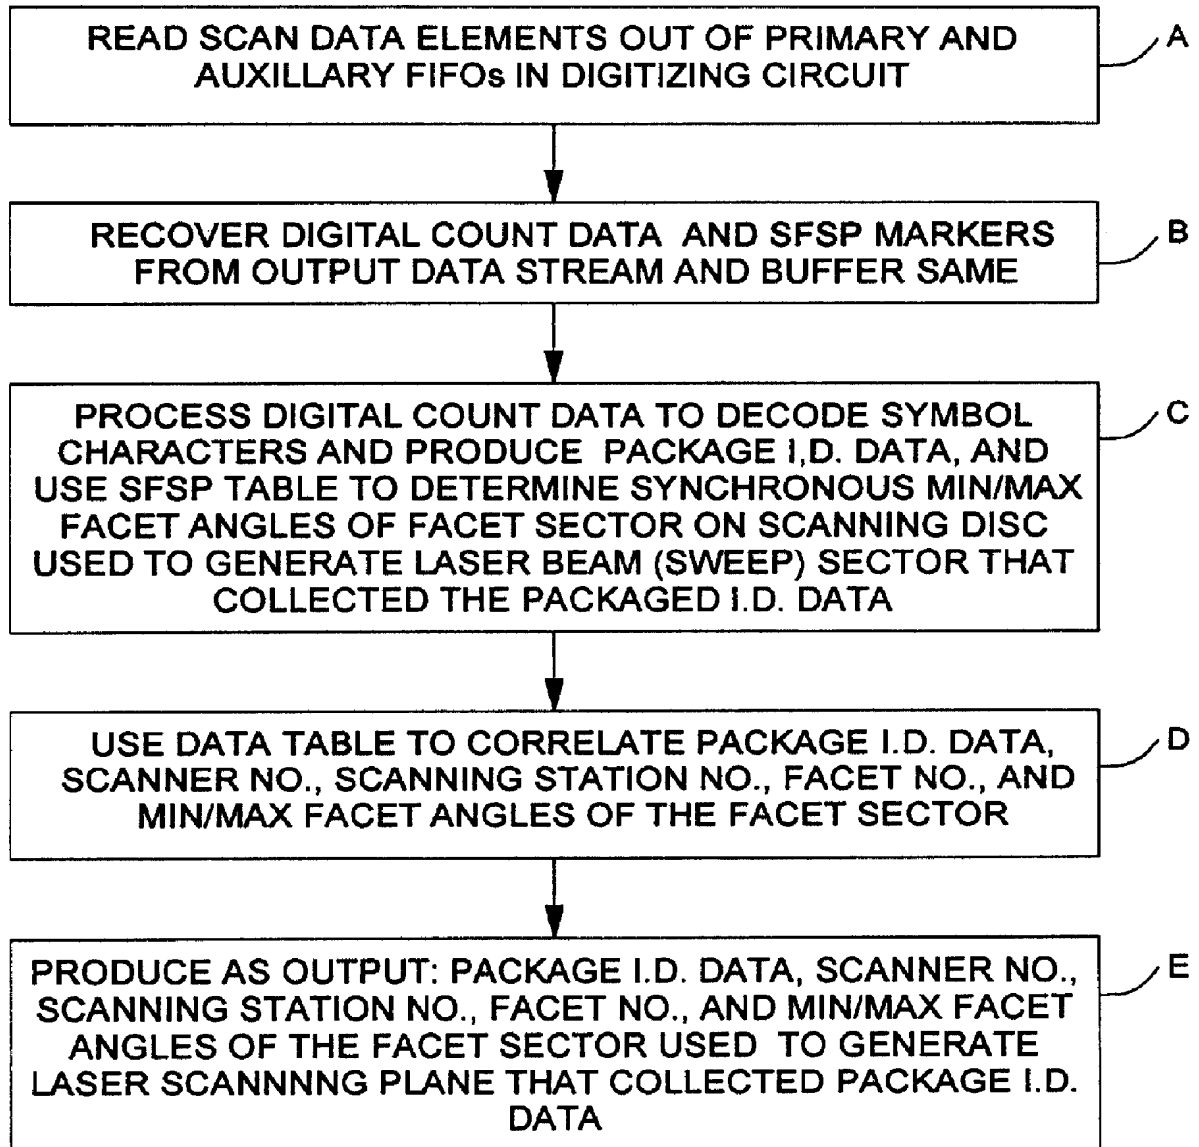 READ SCAN DATA ELEMENTS OUT OF PRIMARY AND
AUXILLARY FIFOs IN DIGITIZING CIRCUIT
A
RECOVER DIGITAL COUNT DATA AND SFSP MARKERS
FROM OUTPUT DATA STREAM AND BUFFER SAME
B
PROCESS DIGITAL COUNT DATA TO DECODE SYMBOL
CHARACTERS AND PRODUCE PACKAGE I,D. DATA, AND
USE SFSP TABLE TO DETERMINE SYNCHRONOUS MIN/MAX
FACET ANGLES OF FACET SECTOR ON SCANNING DISC
USED TO GENERATE LASER BEAM (SWEEP) SECTOR THAT
COLLECTED THE PACKAGED I.D. DATA
C
USE DATA TABLE TO CORRELATE PACKAGE I.D. DATA,
SCANNER NO., SCANNING STATION NO., FACET NO., AND
MIN/MAX FACET ANGLES OF THE FACET SECTOR
D
PRODUCE AS OUTPUT: PACKAGE I.D. DATA, SCANNER NO.,
SCANNING STATION NO., FACET NO., AND MIN/MAX FACET
ANGLES OF THE FACET SECTOR USED TO GENERATE
LASER SCANNNNG PLANE THAT COLLECTED PACKAGE I.D.
DATA
E